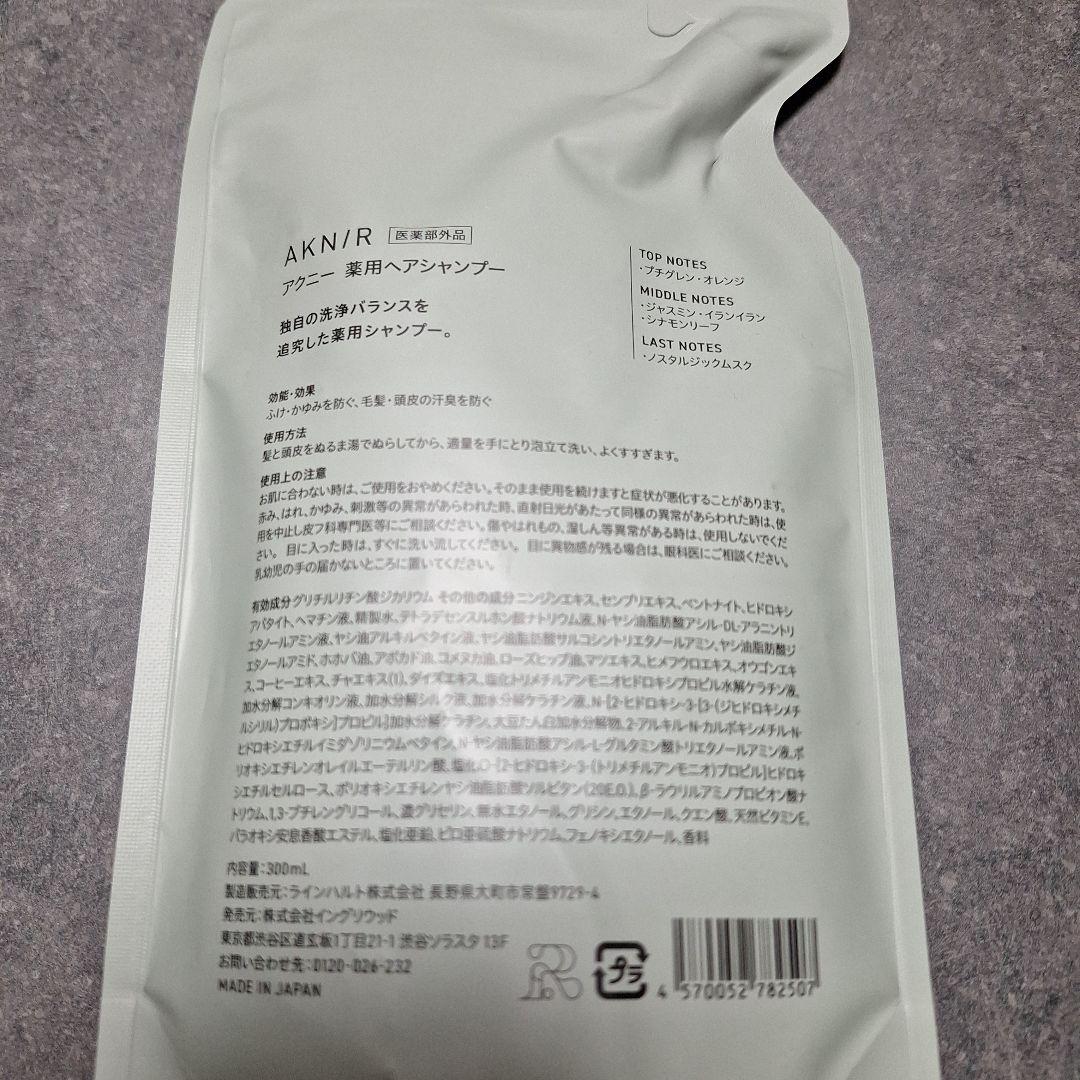 AKN/R 医薬部外品
アクニー 薬用ヘアシャンプー
独自の洗浄バランスを
追究した薬用シャンプー。
TOP NOTES
・プチグレン・オレンジ
MIDDLE NOTES
・ジャスミン・イランイラン
・シナモンリーフ
LAST NOTES
・ノスタルジックムスク
効能・効果
ふけ・かゆみを防ぐ、毛髪・頭皮の汗臭を防ぐ
使用方法
髪と頭皮をぬるま湯でぬらしてから、適量を手にとり泡立て洗い、よくすすぎます。
使用上の注意
お肌に合わない時は、ご使用をおやめください。そのまま使用を続けますと症状が悪化することがあります。
赤み、はれ、かゆみ、刺激等の異常があらわれた時、直射日光があたって同様の異常があらわれた時は、使
用を中止し皮フ科専門医等にご相談ください。傷やはれもの、湿しん等異常がある時は、使用しないでくだ
さい。 目に入った時は、すぐに洗い流してください。 目に異物感が残る場合は、眼科医にご相談ください。
乳幼児の手の届かないところに置いてください。
有効成分 グリチルリチン酸ジカリウム その他の成分 ニンジンエキス、センブリエキス、ベントナイト、ヒドロキシ
アパタイト、ヘマチン液、精製水、テトラデセンスルホン酸ナトリウム液、N-ヤシ油脂肪酸アシル-DL-アラニントリ
エタノールアミン液、ヤシ油アルキルベタイン液、ヤシ油脂肪酸サルコシントリエタノールアミン、ヤシ油脂肪酸ジ
エタノールアミド、ホホバ油、アボカド油、コメヌカ油、ローズヒップ油、マツエキス、ヒメフウロエキス、オウゴンエキ
ス、コーヒーエキス、チャエキス(1)、ダイズエキス、塩化トリメチルアンモニオヒドロキシプロピル加水分解ケラチン液、
加水分解コンキオリン液、加水分解シルク液、加水分解ケラチン液、N-[2-ヒドロキシ-3-[3-(ジヒドロキシメチ
ルシリル)プロポキシ]プロピル]加水分解ケラチン、大豆たん白加水分解物、2-アルキル-N-カルボキシメチル-N-
ヒドロキシエチルイミダゾリニウムベタイン、N-ヤシ油脂肪酸アシル-L-グルタミン酸トリエタノールアミン液、ポ
リオキシエチレンオレイルエーテルリン酸、塩化O-[2-ヒドロキシ-3-(トリメチルアンモニオ)プロピル]ヒドロキ
シエチルセルロース、ポリオキシエチレンヤシ油脂肪酸ソルビタン(20E.O.)、β-ラウリルアミノプロピオン酸ナ
トリウム、1,3-ブチレングリコール、濃グリセリン、無水エタノール、グリシン、エタノール、クエン酸、天然ビタミンE、
パラオキシ安息香酸エステル、塩化亜鉛、ピロ亜硫酸ナトリウム、フェノキシエタノール、香料
内容量:300mL
製造販売元:ラインハルト株式会社 長野県大町市常盤9729-4
発売元:株式会社イングリウッド
東京都渋谷区道玄坂1丁目21-1 渋谷ソラスタ 13F
お問い合わせ先:0120-026-232
MADE IN JAPAN
プラ
4 570052 782507